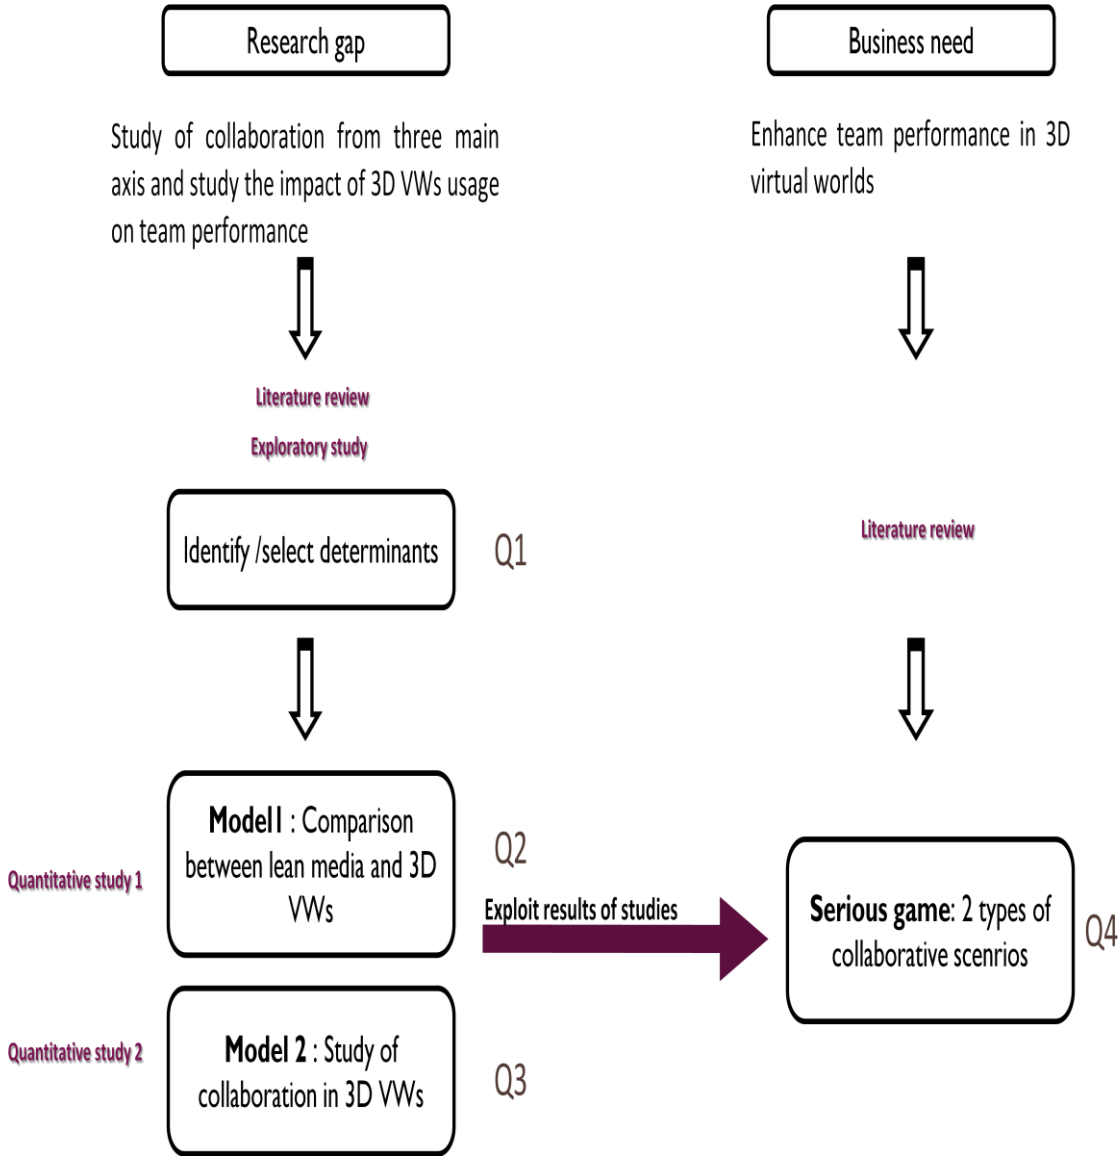 Research gap
Business need
Study of collaboration from three main
axis and study the impact of 3D VWs usage
on team performance
Enhance team performance in 3D
virtual worlds
Literature review
Exploratory study
Identify /select determinants
Q1
Literature review
Model1 : Comparison
between lean media and 3D
VWs
Q2
Quantitative study 1
Exploit results of studies
Serious game: 2 types of
collaborative scenrios
Q4
Quantitative study 2
Model 2 : Study of
collaboration in 3D VWs
Q3